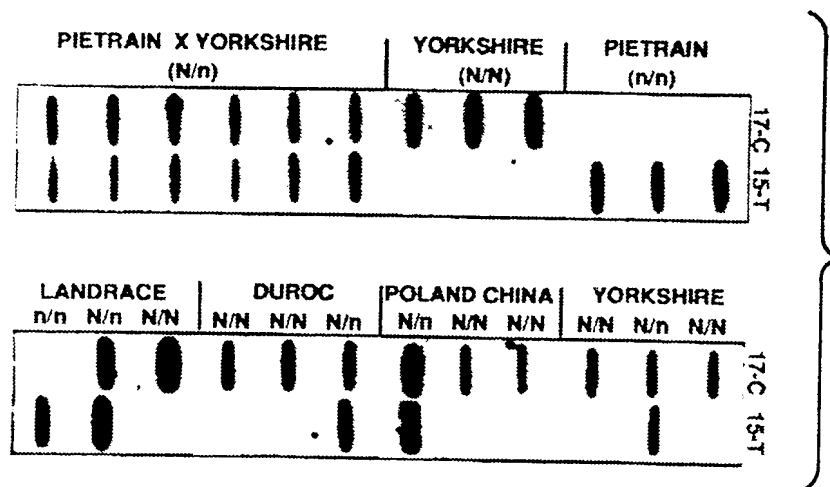 PIETRAIN X YORKSHIRE YORKSHIRE PIETRAIN
(N/n) (N/N) (n/n)
17-C 15-T
LANDRACE DUROC POLAND CHINA YORKSHIRE
n/n N/n N/N N/N N/N N/n N/n N/N N/N N/N N/n N/N
17-C 15-T